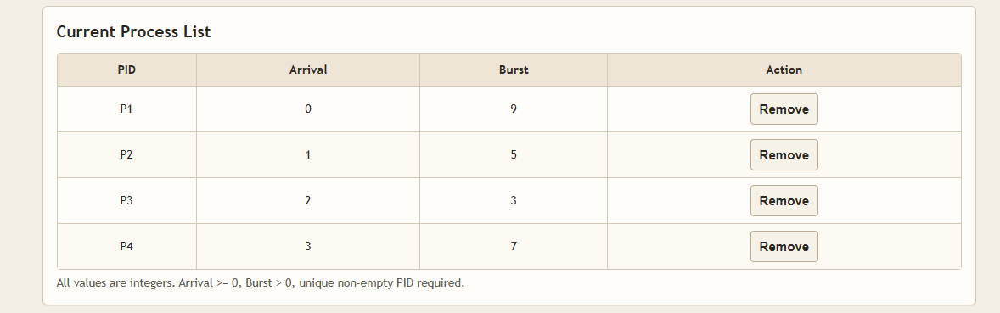 Current Process List
PID Arrival Burst Action
P1 0 9 Remove
P2 1 5 Remove
P3 2 3 Remove
P4 3 7 Remove
All values are integers. Arrival >= 0, Burst > 0, unique non-empty PID required.